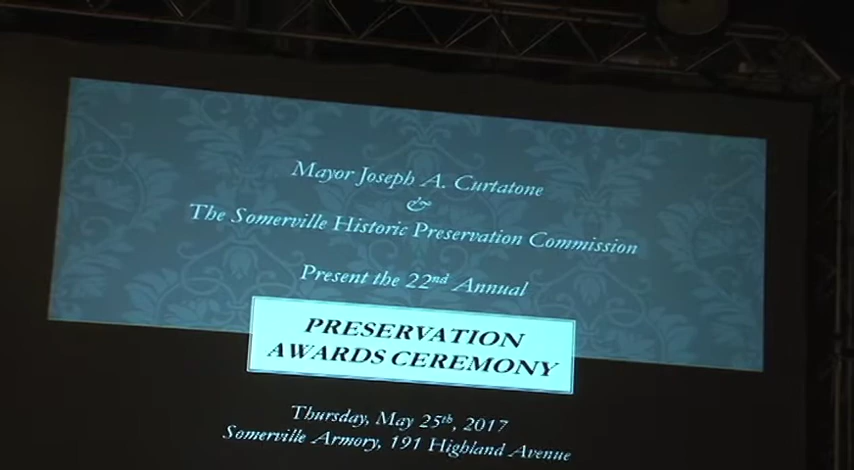 Mayor Joseph A. Curtatone
&
The Somerville Historic Preservation Commission
Present the 22nd Annual
PRESERVATION
AWARDS CEREMONY
Thursday, May 25th, 2017
Somerville Armory, 191 Highland Avenue